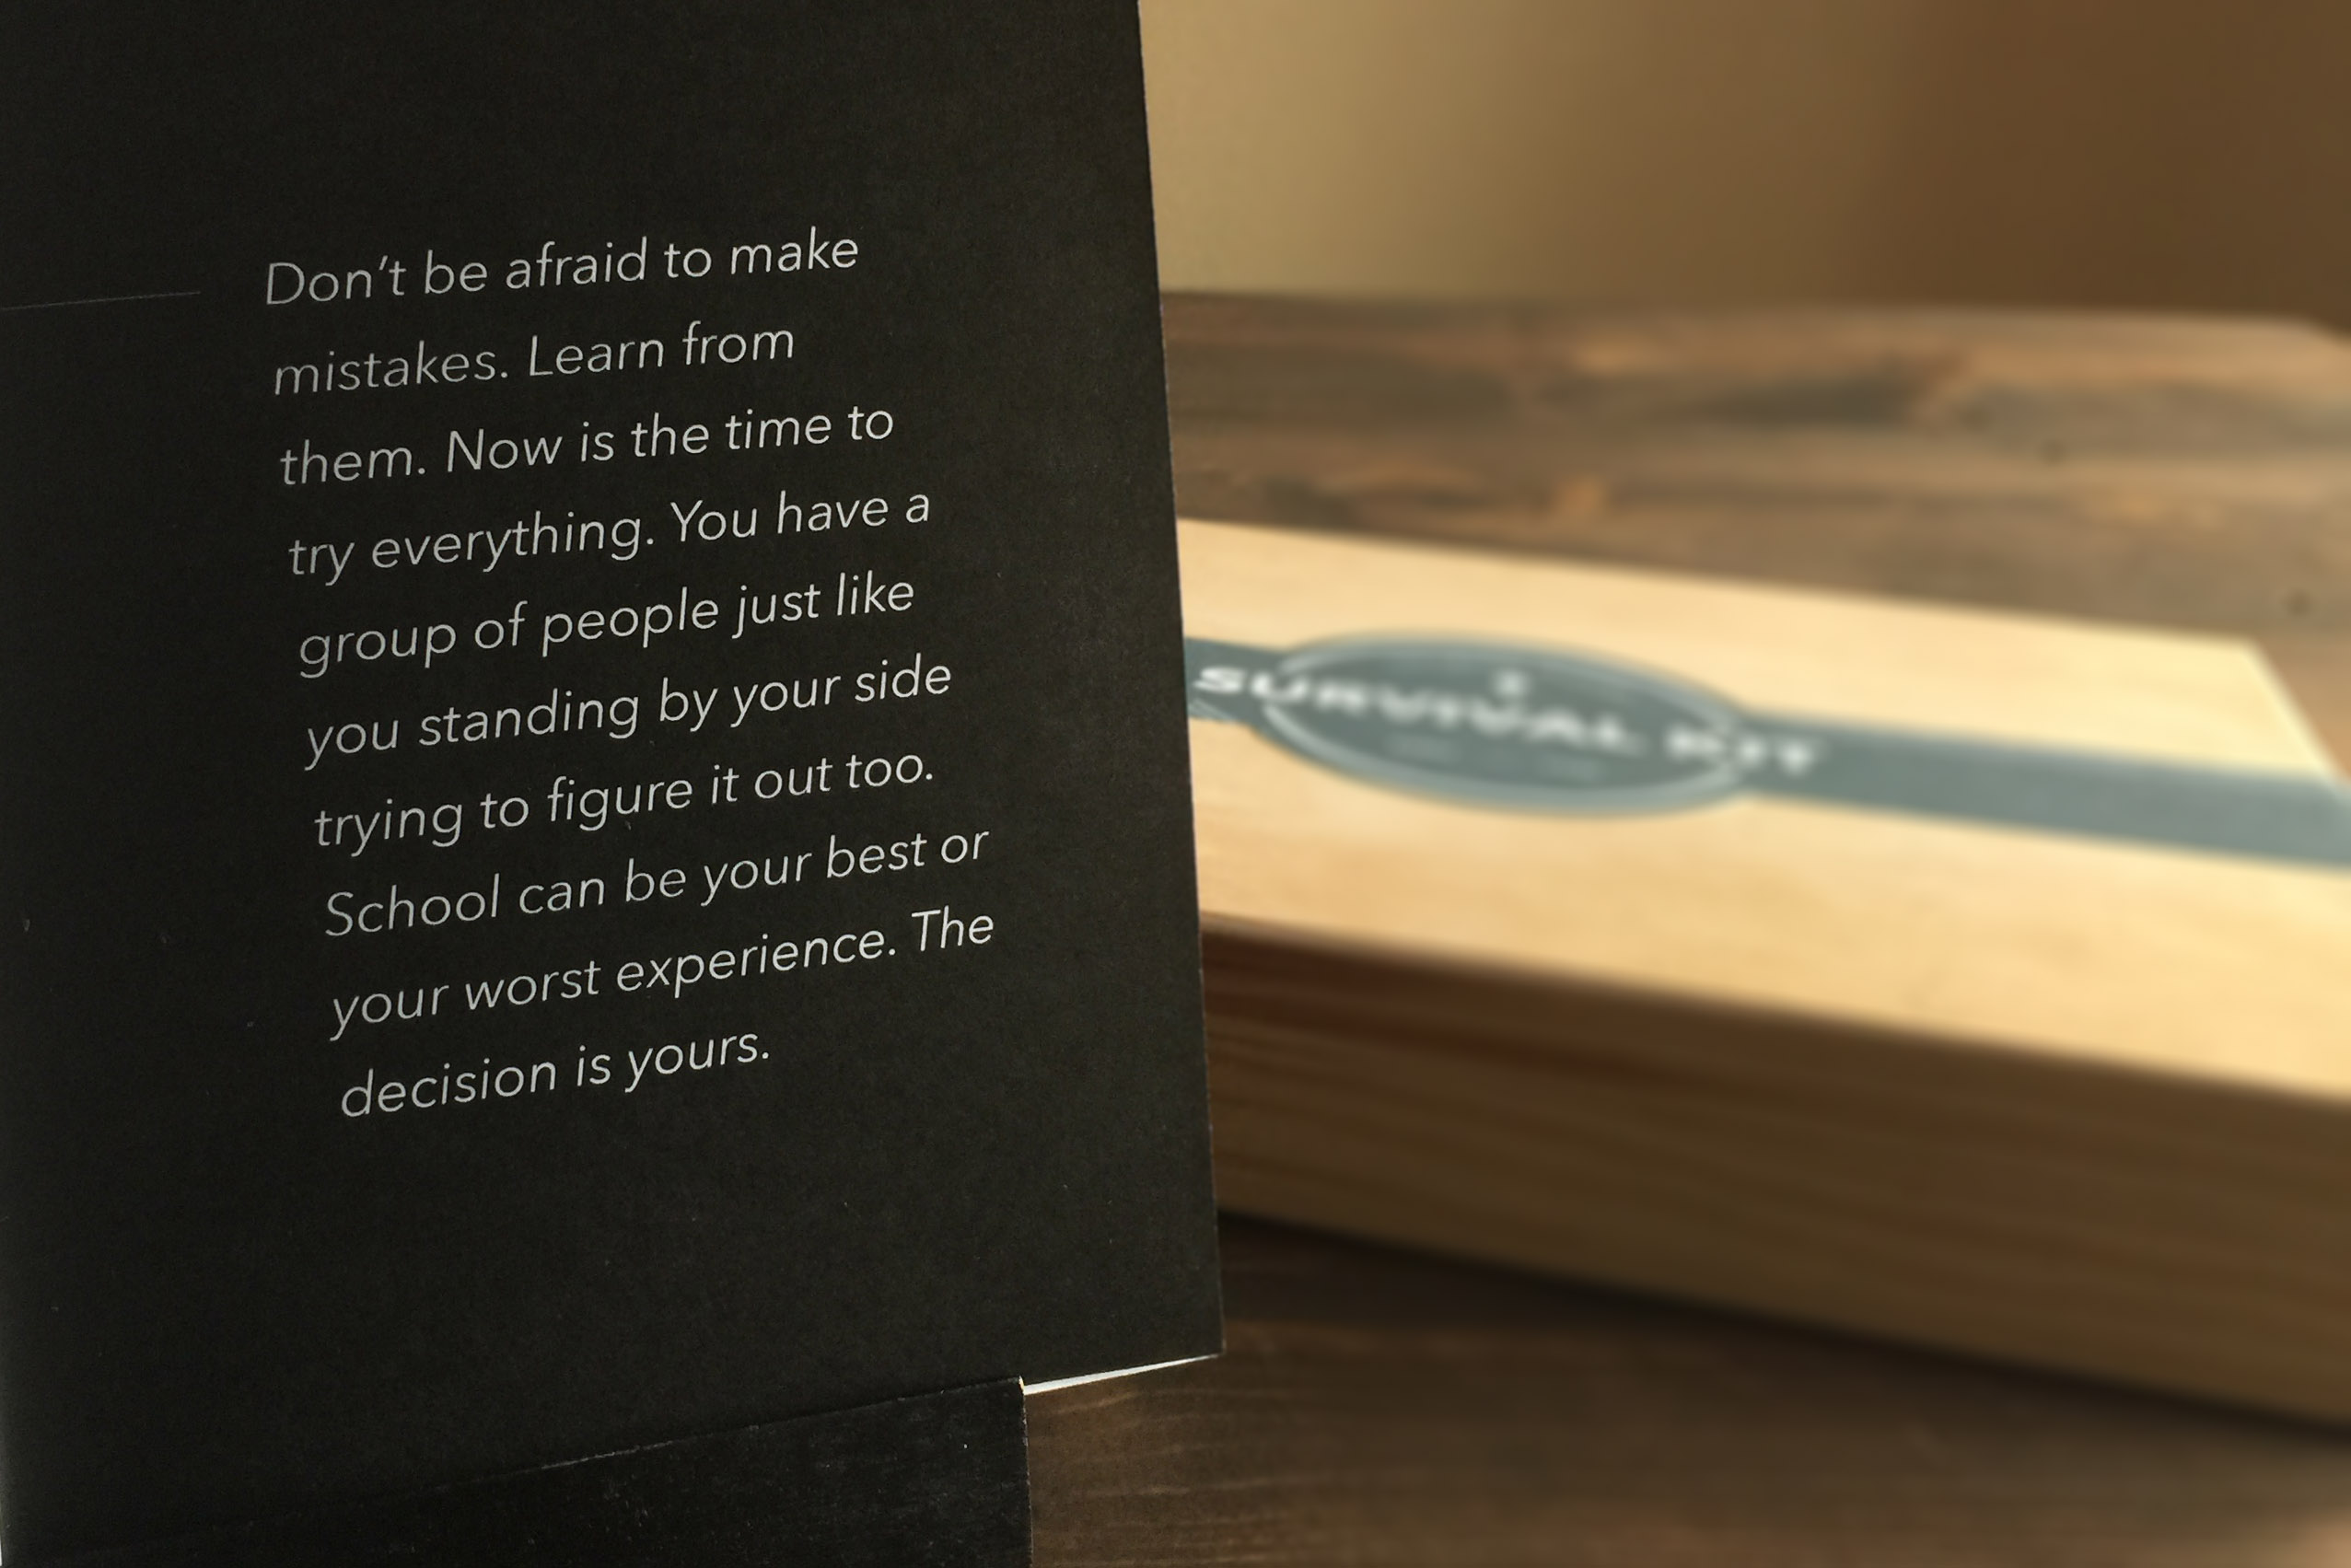 Don't be afraid to make
mistakes. Learn from
them. Now is the time to
try everything. You have a
group of people just like
you standing by your side
trying to figure it out too.
School can be your best or
your worst experience. The
decision is yours.
SURVIVAL KIT